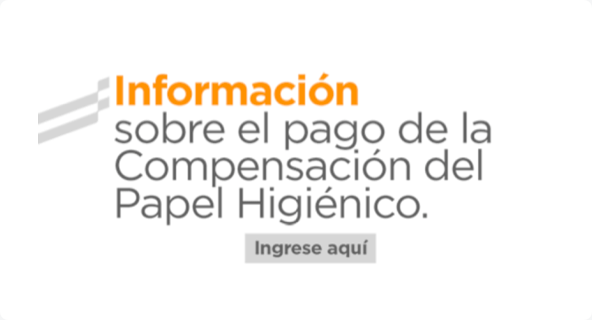 Información
sobre el pago de la
Compensación del
Papel Higiénico.
Ingrese aquí